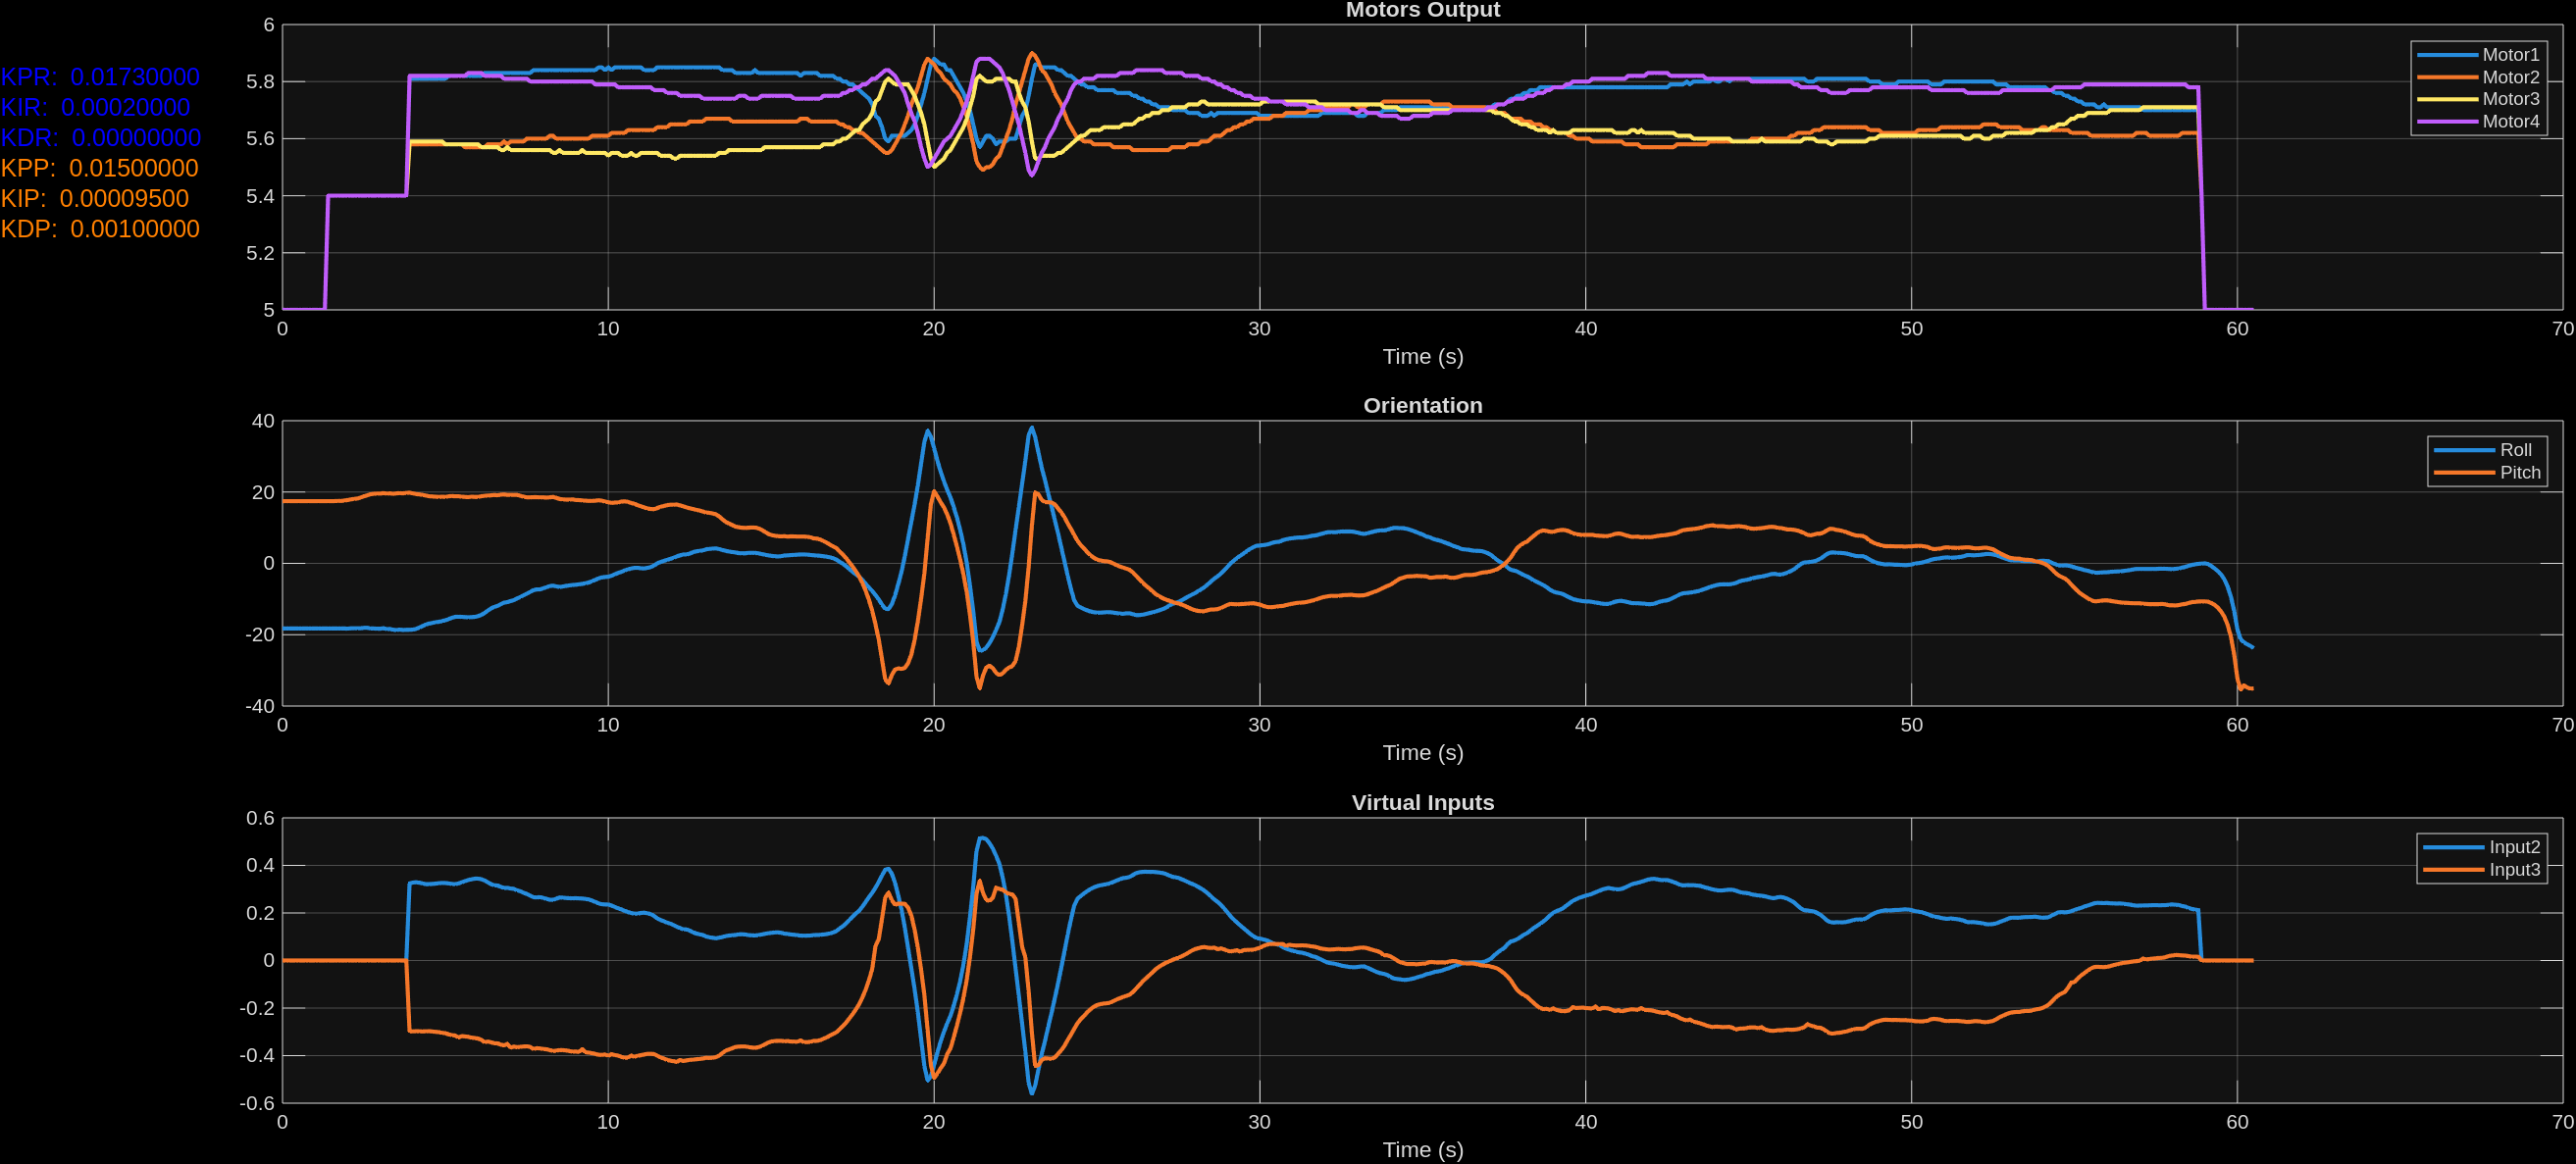 Motors Output
KPR: 0.01730000
KIR: 0.00020000
KDR: 0.00000000
KPP: 0.01500000
KIP: 0.00009500
KDP: 0.00100000
6
5.8
5.6
5.4
5.2
5
Motor1
Motor2
Motor3
Motor4
0 10 20 30 40 50 60 70
Time (s)
Orientation
40
20
0
-20
-40
Roll
Pitch
0 10 20 30 40 50 60 70
Time (s)
Virtual Inputs
0.6
0.4
0.2
0
-0.2
-0.4
-0.6
Input2
Input3
0 10 20 30 40 50 60 70
Time (s)